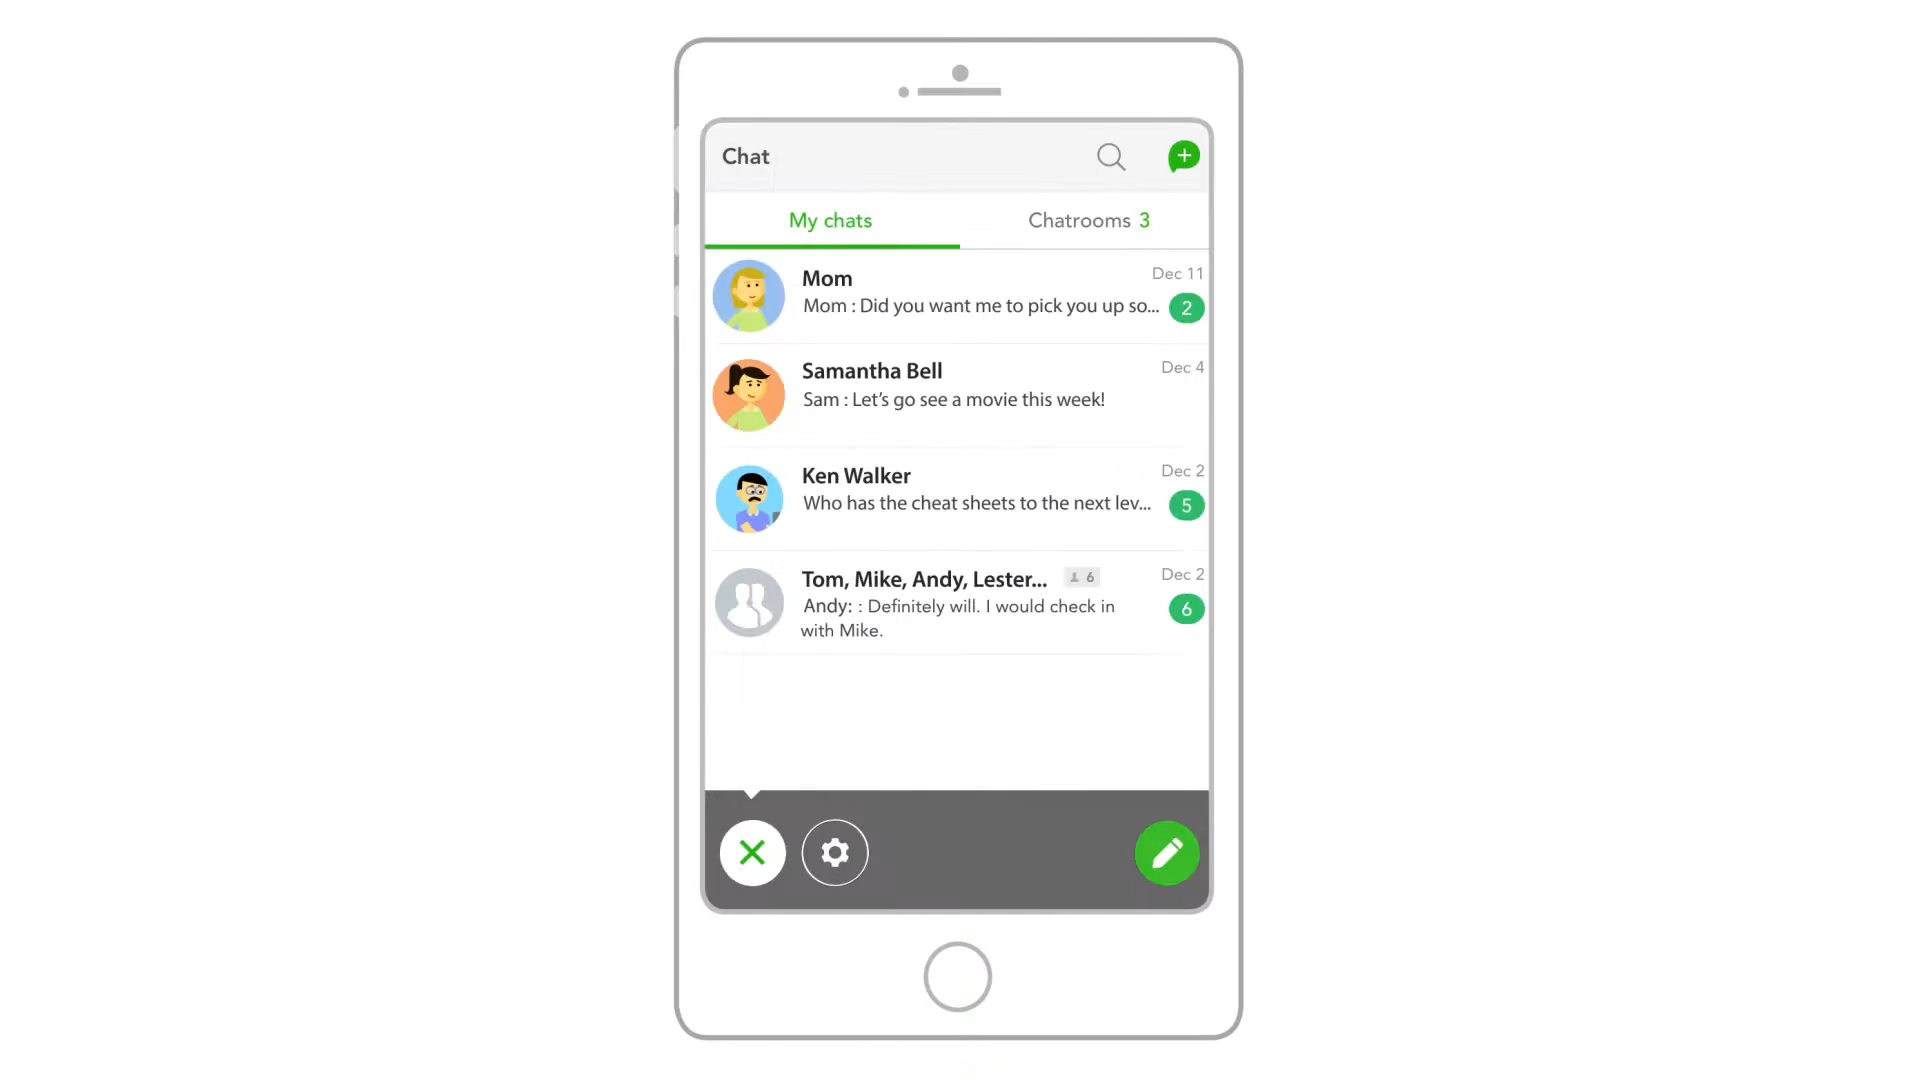 Chat
My chats
Chatrooms 3
Mom
Dec 11
Mom : Did you want me to pick you up so...
2
Samantha Bell
Dec 4
Sam : Let’s go see a movie this week!
Ken Walker
Dec 2
Who has the cheat sheets to the next lev...
5
Tom, Mike, Andy, Lester...
6
Dec 2
Andy: : Definitely will. I would check in
with Mike.
6